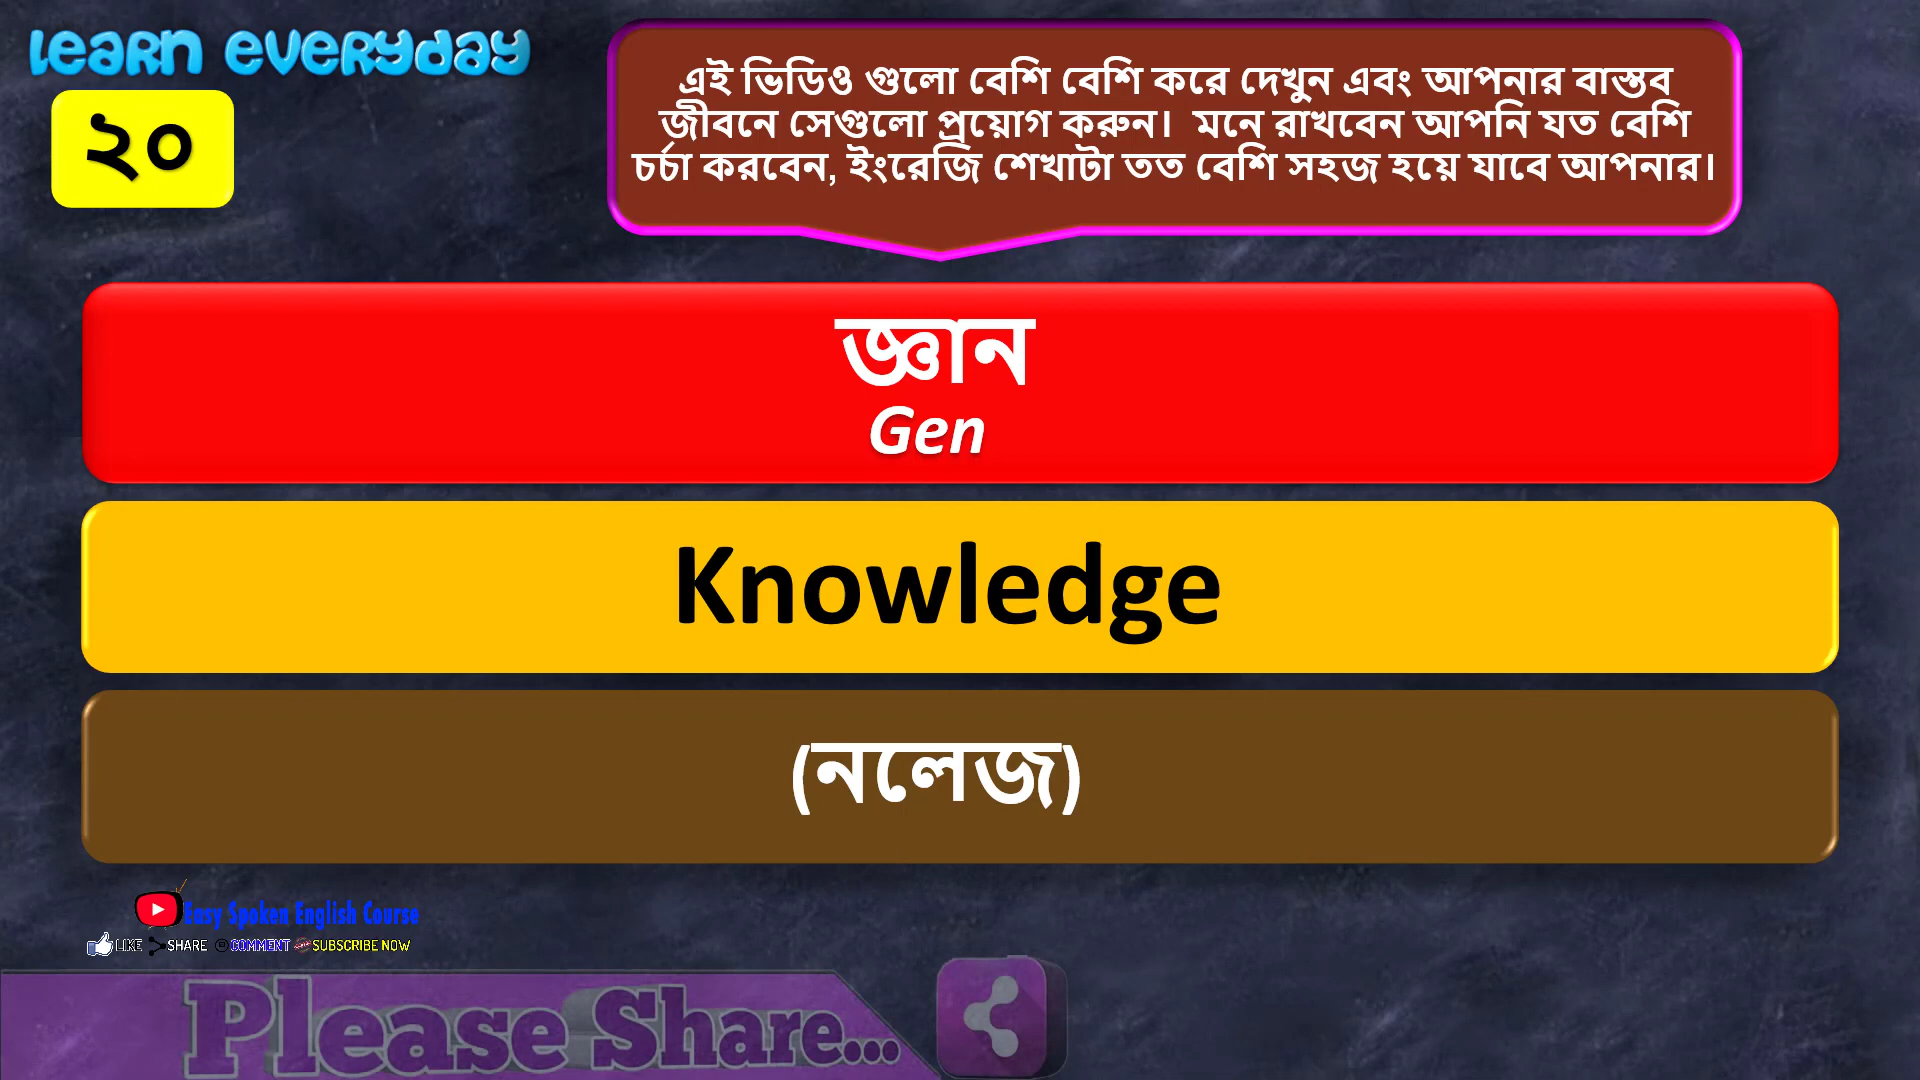 Learn Everyday
২০
এই ভিডিও গুলো বেশি বেশি করে দেখুন এবং আপনার বাস্তব
জীবনে সেগুলো প্রয়োগ করুন। মনে রাখবেন আপনি যত বেশি
চর্চা করবেন, ইংরেজি শেখাটা তত বেশি সহজ হয়ে যাবে আপনার।
জ্ঞান
Gen
Knowledge
(নলেজ)
Easy Spoken English Course
LIKE SHARE COMMENT SUBSCRIBE NOW
Please Share...